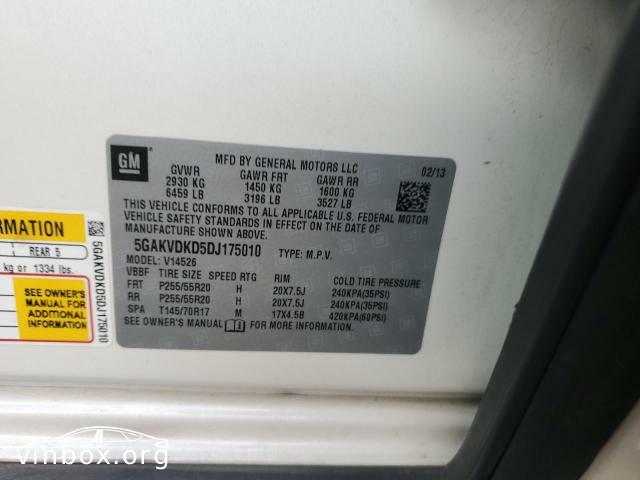 GM
MFD BY GENERAL MOTORS LLC
02/13
GVWR GAWR FRT GAWR RR
2930 KG 1450 KG 1600 KG
6459 LB 3196 LB 3527 LB
THIS VEHICLE CONFORMS TO ALL APPLICABLE U.S. FEDERAL MOTOR
VEHICLE SAFETY STANDARDS IN EFFECT ON THE DATE OF
MANUFACTURE SHOWN ABOVE.
5GAKVDKD5DJ175010 TYPE: M.P.V.
MODEL: V14526
VBBF TIRE SIZE SPEED RTG RIM COLD TIRE PRESSURE
FRT P255/55R20 H 20X7.5J 240KPA(35PSI)
RR P255/55R20 H 20X7.5J 240KPA(35PSI)
SPA T145/70R17 M 17X4.5B 420KPA(60PSI)
SEE OWNER'S MANUAL FOR MORE INFORMATION.
REAR 5
kg or 1334 lbs.
SEE OWNER'S
MANUAL FOR
ADDITIONAL
INFORMATION
5GAKVDKD5DJ175010
vinbox.org